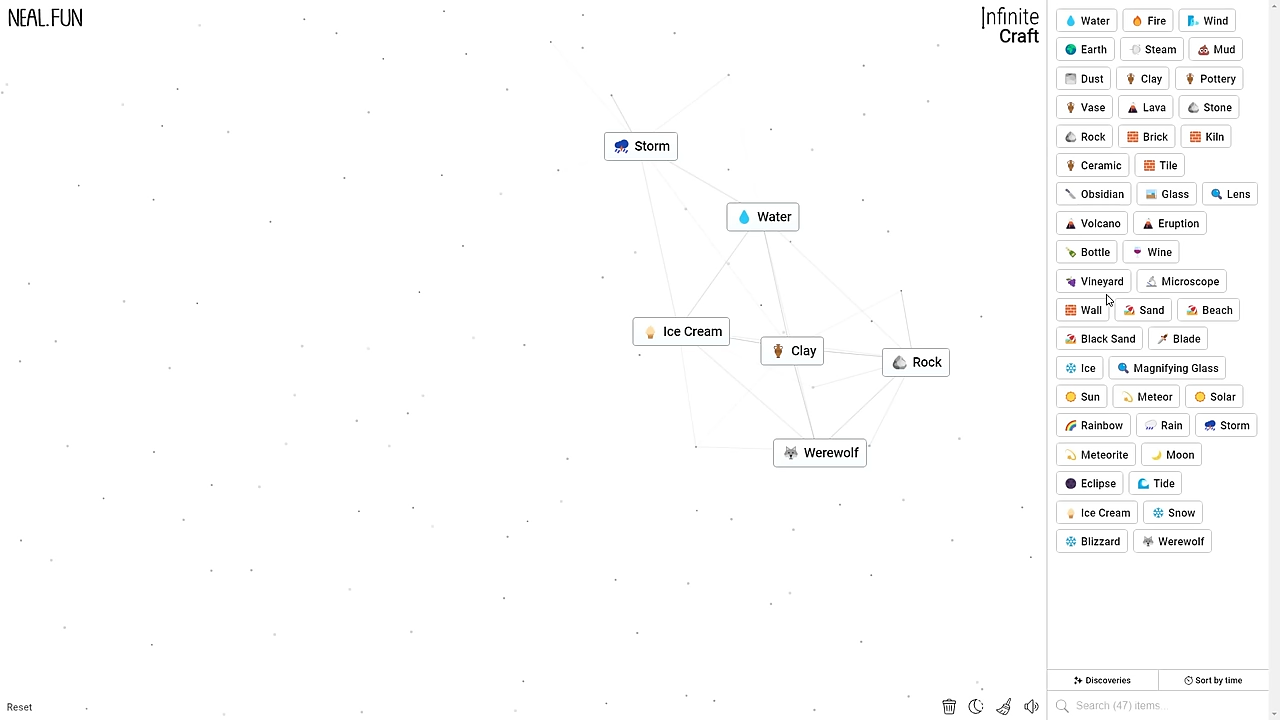 NEAL.FUN
Infinite
Craft
Storm
Water
Ice Cream
Clay
Rock
Werewolf
Water Fire Wind
Earth Steam Mud
Dust Clay Pottery
Vase Lava Stone
Rock Brick Kiln
Ceramic Tile
Obsidian Glass Lens
Volcano Eruption
Bottle Wine
Vineyard Microscope
Wall Sand Beach
Black Sand Blade
Ice Magnifying Glass
Sun Meteor Solar
Rainbow Rain Storm
Meteorite Moon
Eclipse Tide
Ice Cream Snow
Blizzard Werewolf
Discoveries Sort by time
Search (47) items...
Reset